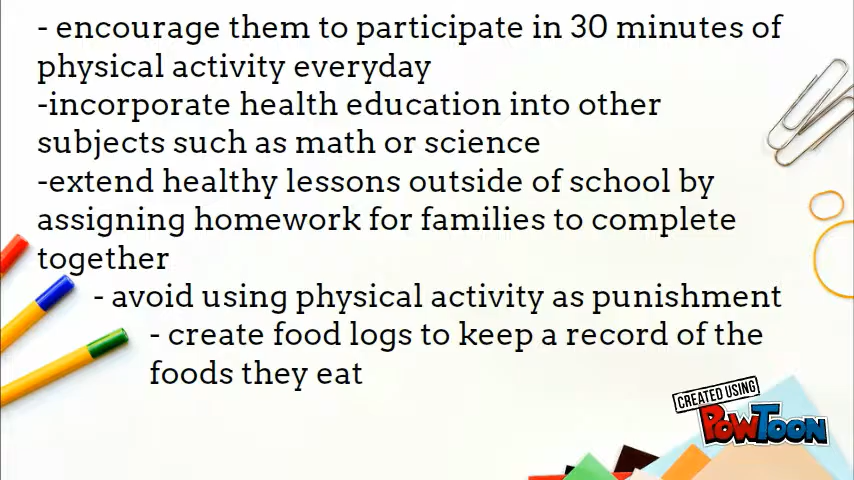 - encourage them to participate in 30 minutes of
physical activity everyday
-incorporate health education into other
subjects such as math or science
-extend healthy lessons outside of school by
assigning homework for families to complete
together
- avoid using physical activity as punishment
- create food logs to keep a record of the
foods they eat
CREATED USING
POWTOON